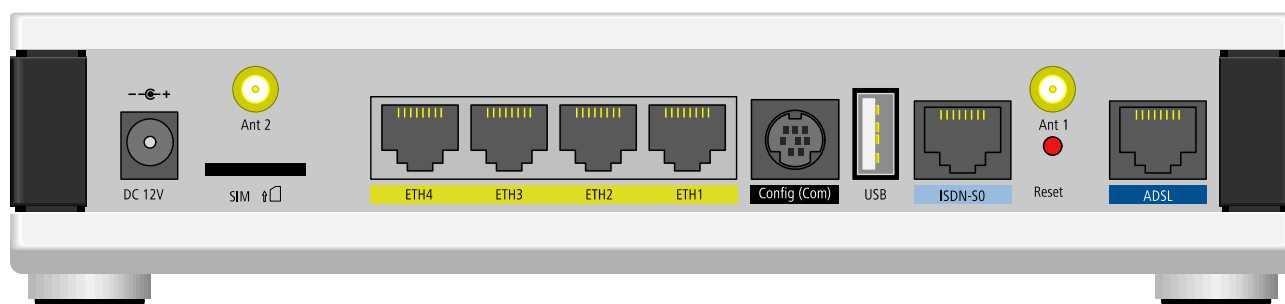 Ant 2
Ant 1
DC 12V
SIM
ETH4
ETH3
ETH2
ETH1
Config (Com)
USB
ISDN-S0
Reset
ADSL